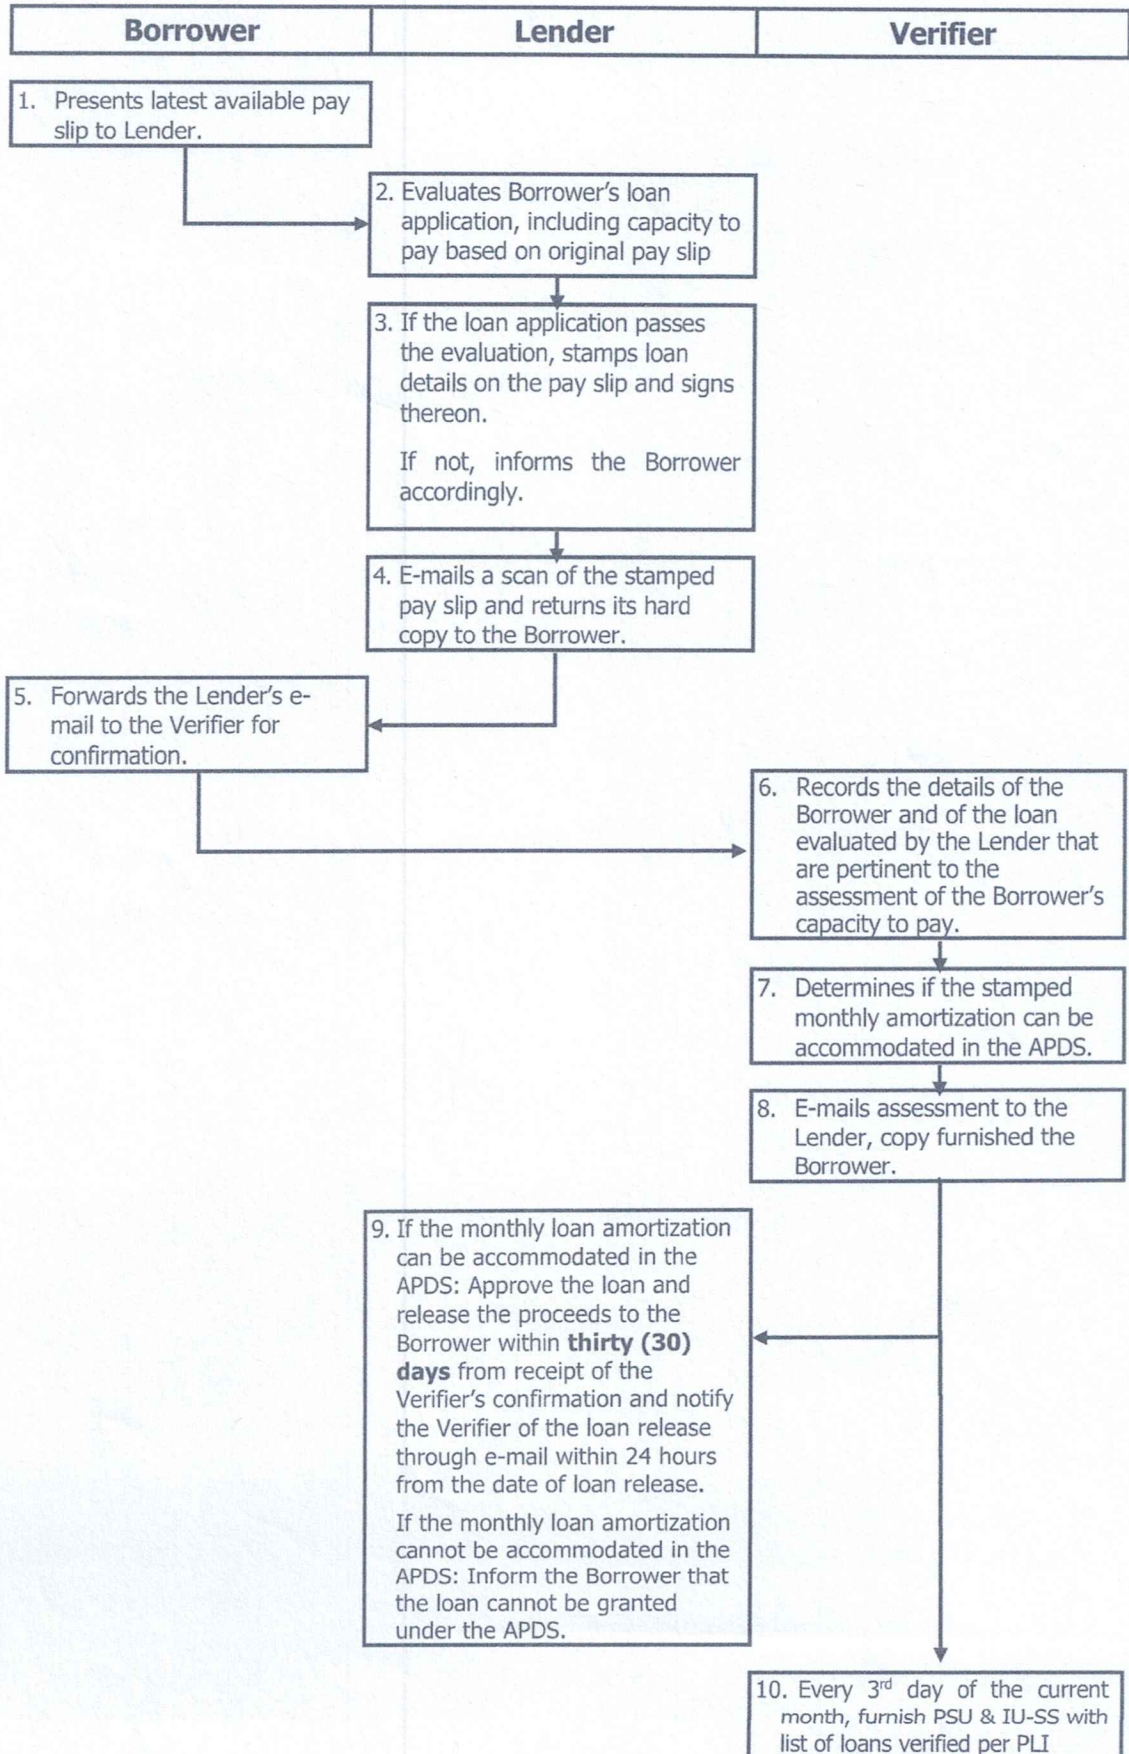 Borrower
Lender
Verifier
1. Presents latest available pay
slip to Lender.
2. Evaluates Borrower's loan
application, including capacity to
pay based on original pay slip
3. If the loan application passes
the evaluation, stamps loan
details on the pay slip and signs
thereon.
If not, informs the Borrower
accordingly.
4. E-mails a scan of the stamped
pay slip and returns its hard
copy to the Borrower.
5. Forwards the Lender's e-
mail to the Verifier for
confirmation.
6. Records the details of the
Borrower and of the loan
evaluated by the Lender that
are pertinent to the
assessment of the Borrower's
capacity to pay.
7. Determines if the stamped
monthly amortization can be
accommodated in the APDS.
8. E-mails assessment to the
Lender, copy furnished the
Borrower.
9. If the monthly loan amortization
can be accommodated in the
APDS: Approve the loan and
release the proceeds to the
Borrower within thirty (30)
days from receipt of the
Verifier's confirmation and notify
the Verifier of the loan release
through e-mail within 24 hours
from the date of loan release.
If the monthly loan amortization
cannot be accommodated in the
APDS: Inform the Borrower that
the loan cannot be granted
under the APDS.
10. Every 3rd day of the current
month, furnish PSU & IU-SS with
list of loans verified per PLI